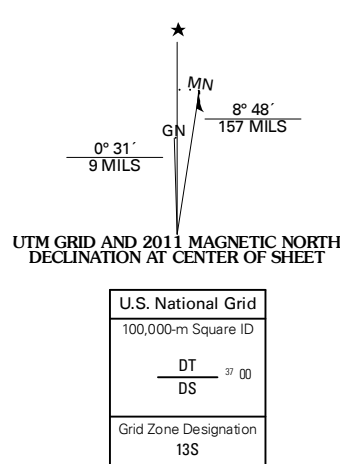 ★
MN
8° 48´
157 MILS
GN
0° 31´
9 MILS
UTM GRID AND 2011 MAGNETIC NORTH
DECLINATION AT CENTER OF SHEET
U.S. National Grid
100,000-m Square ID
DT
37 00
DS
Grid Zone Designation
13S